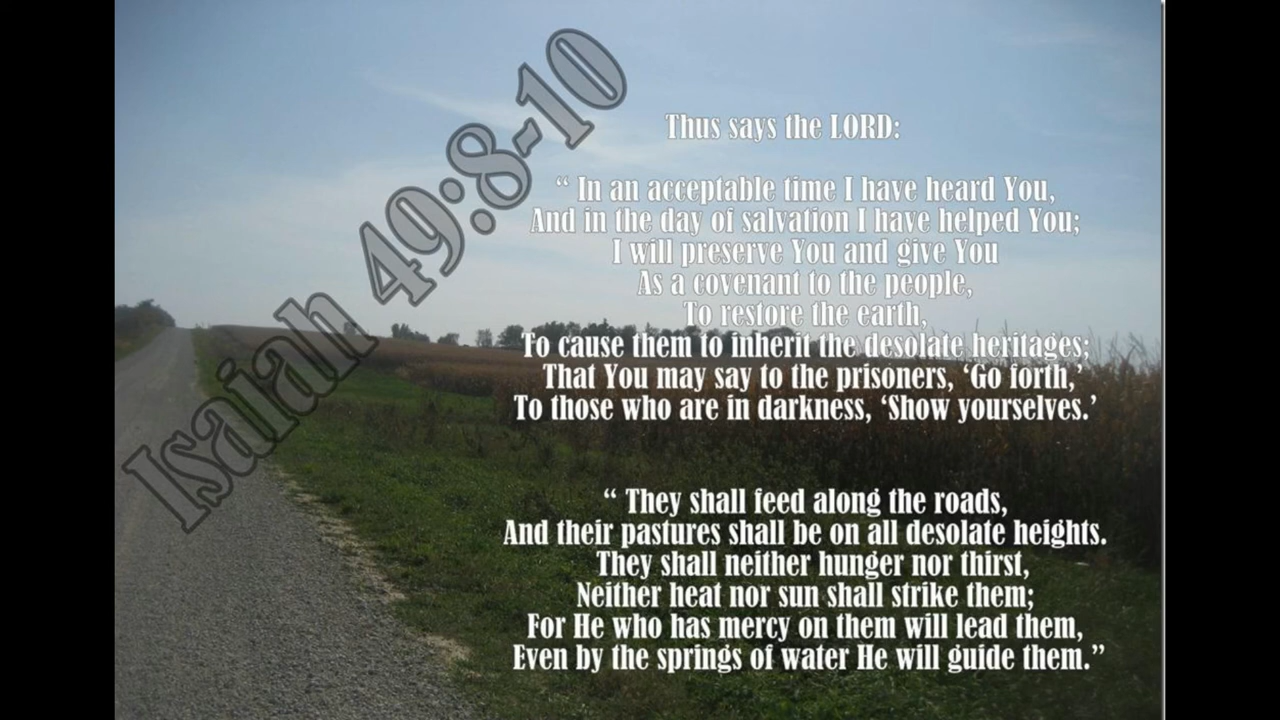 Isaiah 49:8-10
Thus says the LORD:
“ In an acceptable time I have heard You,
And in the day of salvation I have helped You;
I will preserve You and give You
As a covenant to the people,
To restore the earth,
To cause them to inherit the desolate heritages;
That You may say to the prisoners, ‘Go forth,’
To those who are in darkness, ‘Show yourselves.’
“ They shall feed along the roads,
And their pastures shall be on all desolate heights.
They shall neither hunger nor thirst,
Neither heat nor sun shall strike them;
For He who has mercy on them will lead them,
Even by the springs of water He will guide them.”